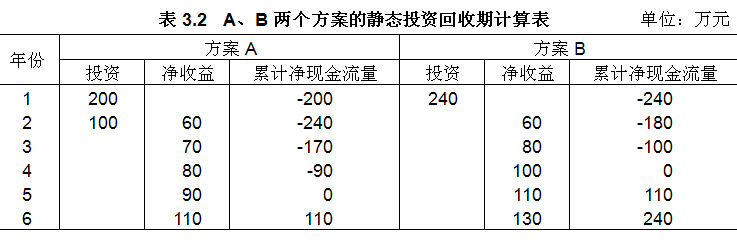 表 3.2 A、B 两个方案的静态投资回收期计算表 单位：万元
年份 方案 A 方案 B
投资 净收益 累计净现金流量 投资 净收益 累计净现金流量
1 200 -200 240 -240
2 100 60 -240 60 -180
3 70 -170 80 -100
4 80 -90 100 0
5 90 0 110 110
6 110 110 130 240